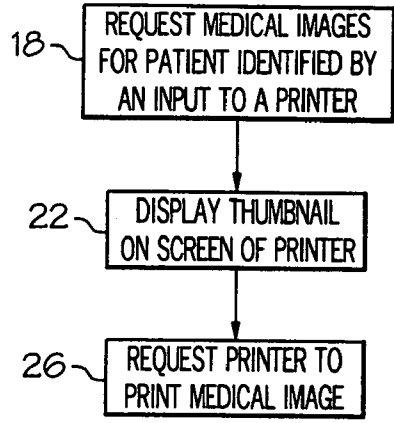 18
REQUEST MEDICAL IMAGES
FOR PATIENT IDENTIFIED BY
AN INPUT TO A PRINTER
22
DISPLAY THUMBNAIL
ON SCREEN OF PRINTER
26
REQUEST PRINTER TO
PRINT MEDICAL IMAGE